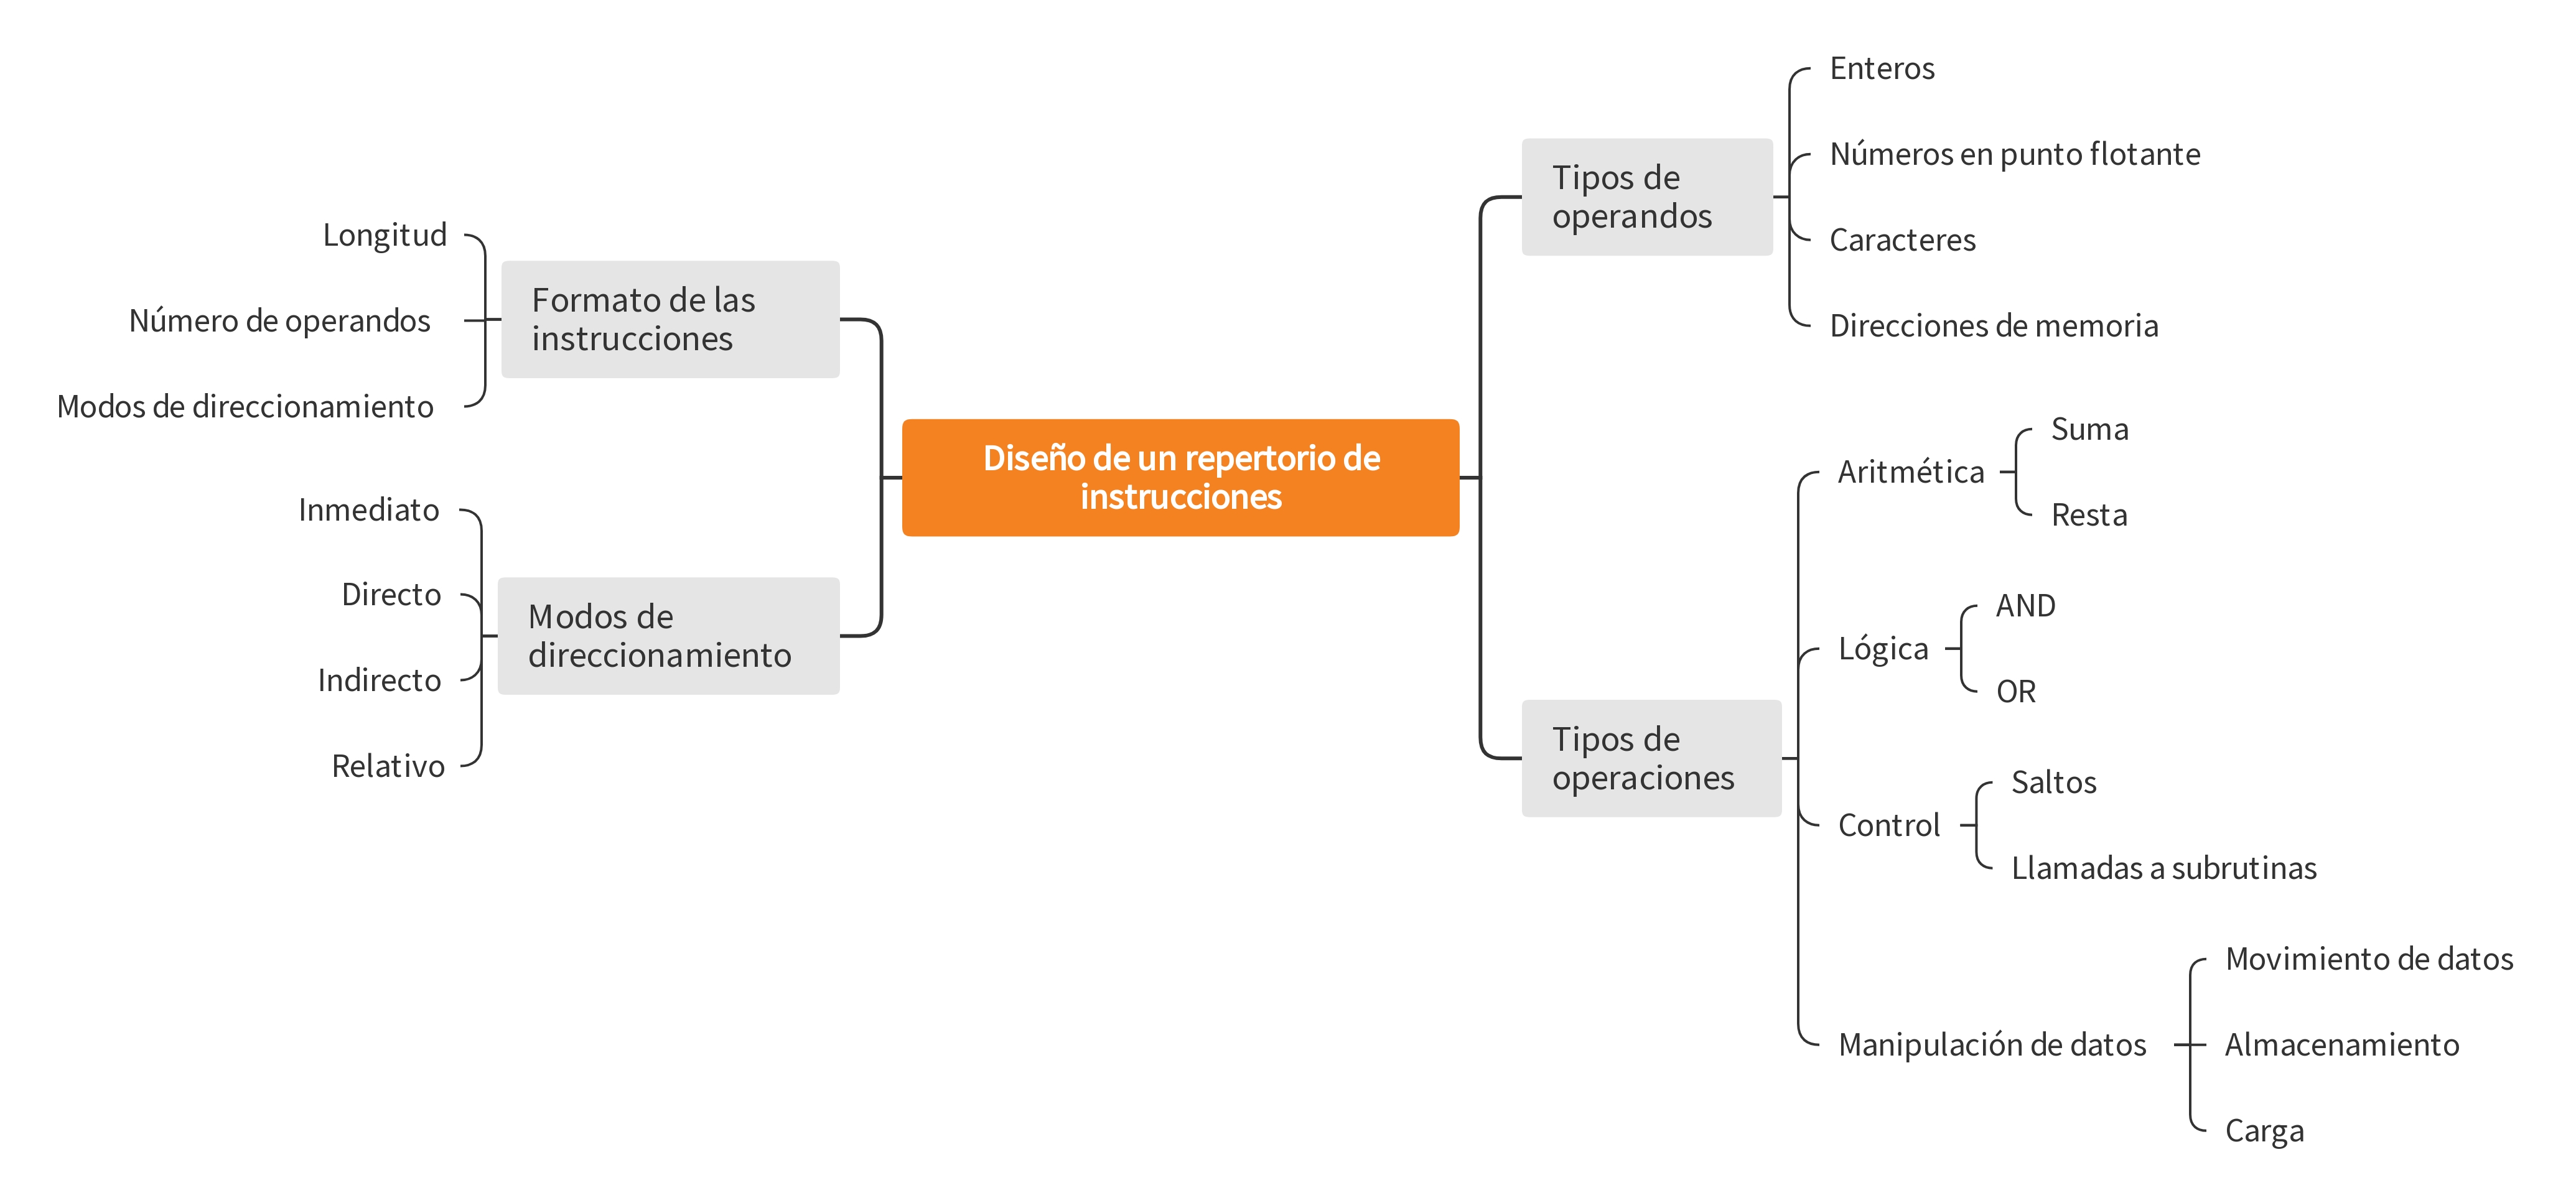 Diseño de un repertorio de
instrucciones
Formato de las
instrucciones
Longitud
Número de operandos
Modos de direccionamiento
Modos de
direccionamiento
Inmediato
Directo
Indirecto
Relativo
Tipos de
operandos
Enteros
Números en punto flotante
Caracteres
Direcciones de memoria
Tipos de
operaciones
Aritmética
Suma
Resta
Lógica
AND
OR
Control
Saltos
Llamadas a subrutinas
Manipulación de datos
Movimiento de datos
Almacenamiento
Carga